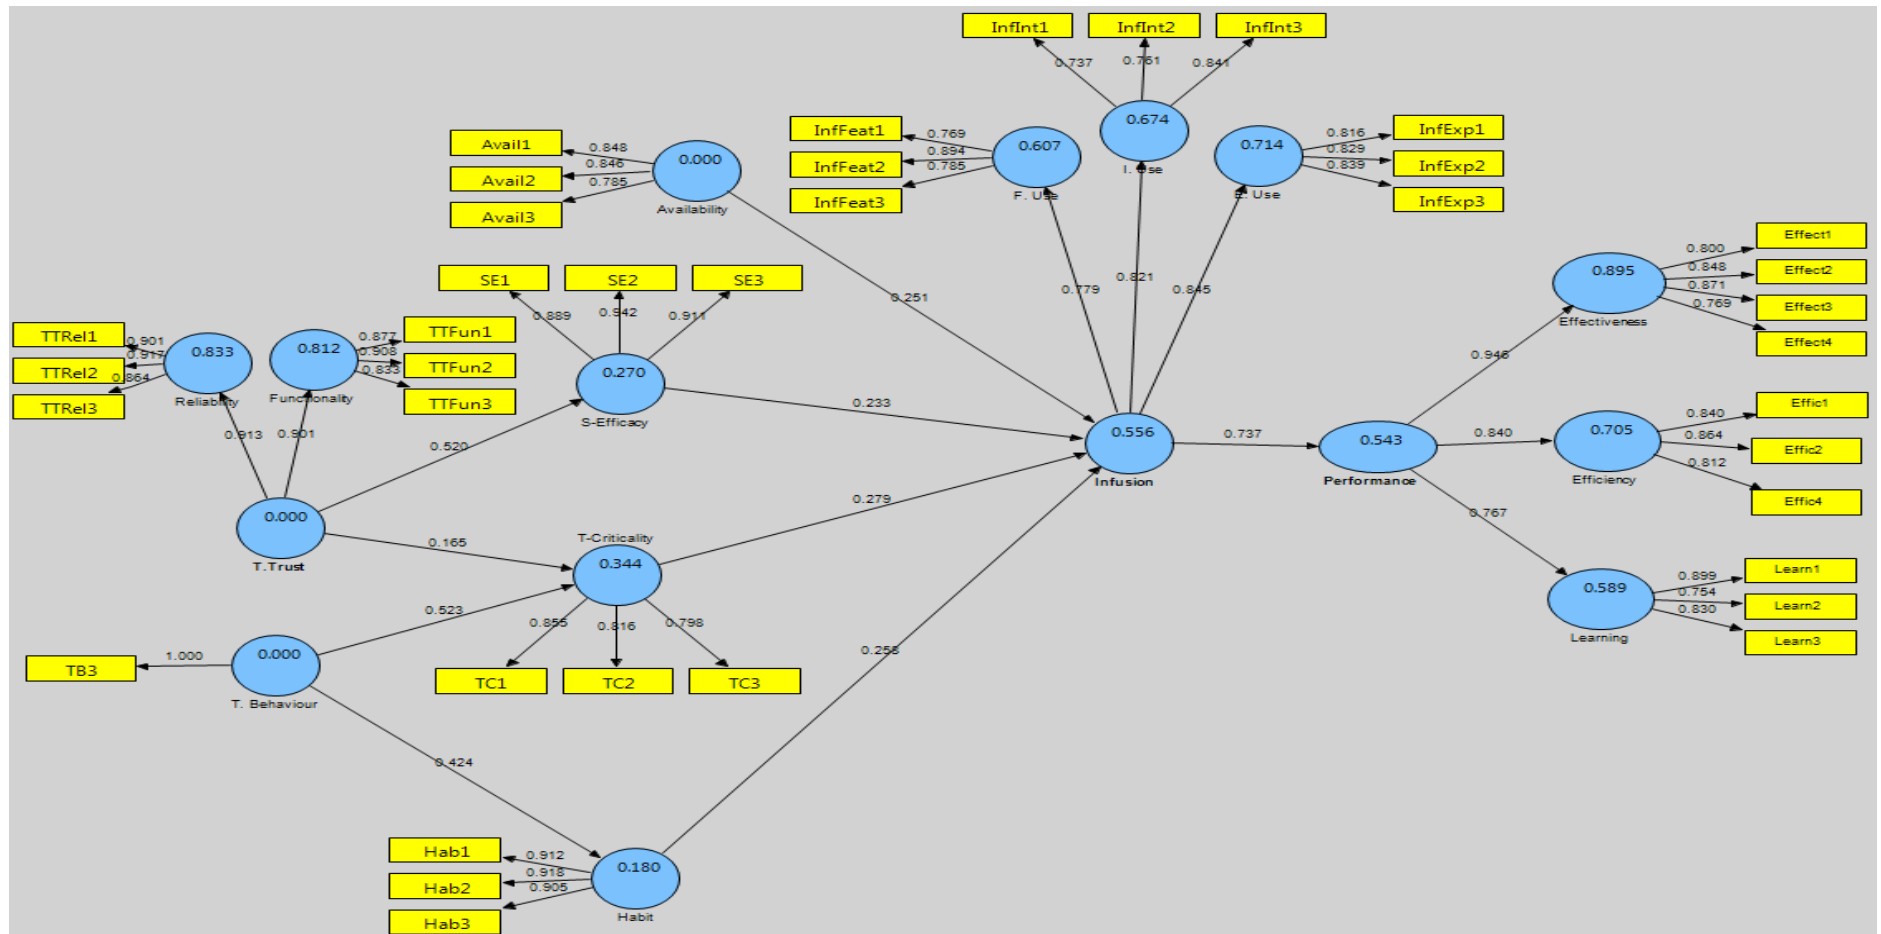 InfInt1
InfInt2
InfInt3
0.737
0.761
0.841
0.674
I. Use
InfFeat1
InfFeat2
InfFeat3
0.769
0.894
0.785
0.607
F. Use
0.714
E. Use
0.816
0.829
0.839
InfExp1
InfExp2
InfExp3
Avail1
Avail2
Avail3
0.848
0.846
0.785
0.000
Availability
0.251
0.779
0.821
0.845
SE1
SE2
SE3
0.889
0.942
0.911
0.270
S-Efficacy
0.233
TTRel1
TTRel2
TTRel3
0.901
0.917
0.864
0.833
Reliability
0.812
Functionality
0.877
0.908
0.833
TTFun1
TTFun2
TTFun3
0.913
0.901
0.520
0.000
T.Trust
0.165
T-Criticality
0.344
0.279
0.523
0.855
0.816
0.798
TC1
TC2
TC3
TB3
1.000
0.000
T. Behaviour
0.424
0.258
Hab1
Hab2
Hab3
0.912
0.918
0.905
0.180
Habit
0.556
Infusion
0.737
0.543
Performance
0.946
0.840
0.767
0.895
Effectiveness
0.800
0.848
0.871
0.769
Effect1
Effect2
Effect3
Effect4
0.705
Efficiency
0.840
0.864
0.812
Effic1
Effic2
Effic4
0.589
Learning
0.899
0.754
0.830
Learn1
Learn2
Learn3